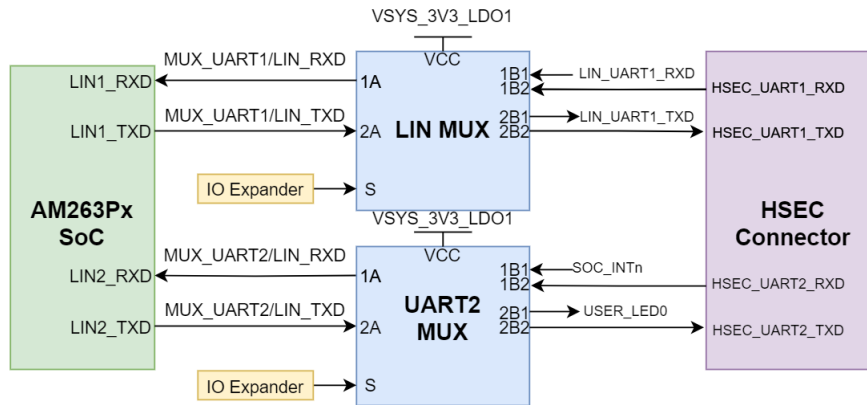 VSYS_3V3_LDO1
MUX_UART1/LIN_RXD
VCC
LIN1_RXD
1A
1B1
LIN_UART1_RXD
1B2
HSEC_UART1_RXD
MUX_UART1/LIN_TXD
2B1
LIN_UART1_TXD
LIN1_TXD
2A
LIN MUX
2B2
HSEC_UART1_TXD
IO Expander
S
AM263Px
SoC
HSEC
Connector
VSYS_3V3_LDO1
MUX_UART2/LIN_RXD
VCC
LIN2_RXD
1A
1B1
SOC_INTn
1B2
HSEC_UART2_RXD
MUX_UART2/LIN_TXD
UART2
MUX
2B1
USER_LED0
LIN2_TXD
2A
2B2
HSEC_UART2_TXD
IO Expander
S